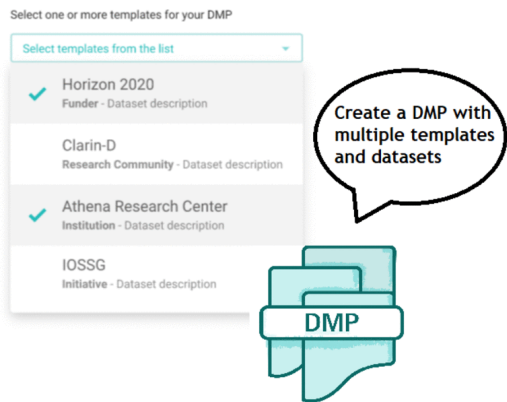 Select one or more templates for your DMP
Select templates from the list
Horizon 2020
Funder - Dataset description
Clarin-D
Research Community - Dataset description
Athena Research Center
Institution - Dataset description
IOSSG
Initiative - Dataset description
Create a DMP with
multiple templates
and datasets
DMP